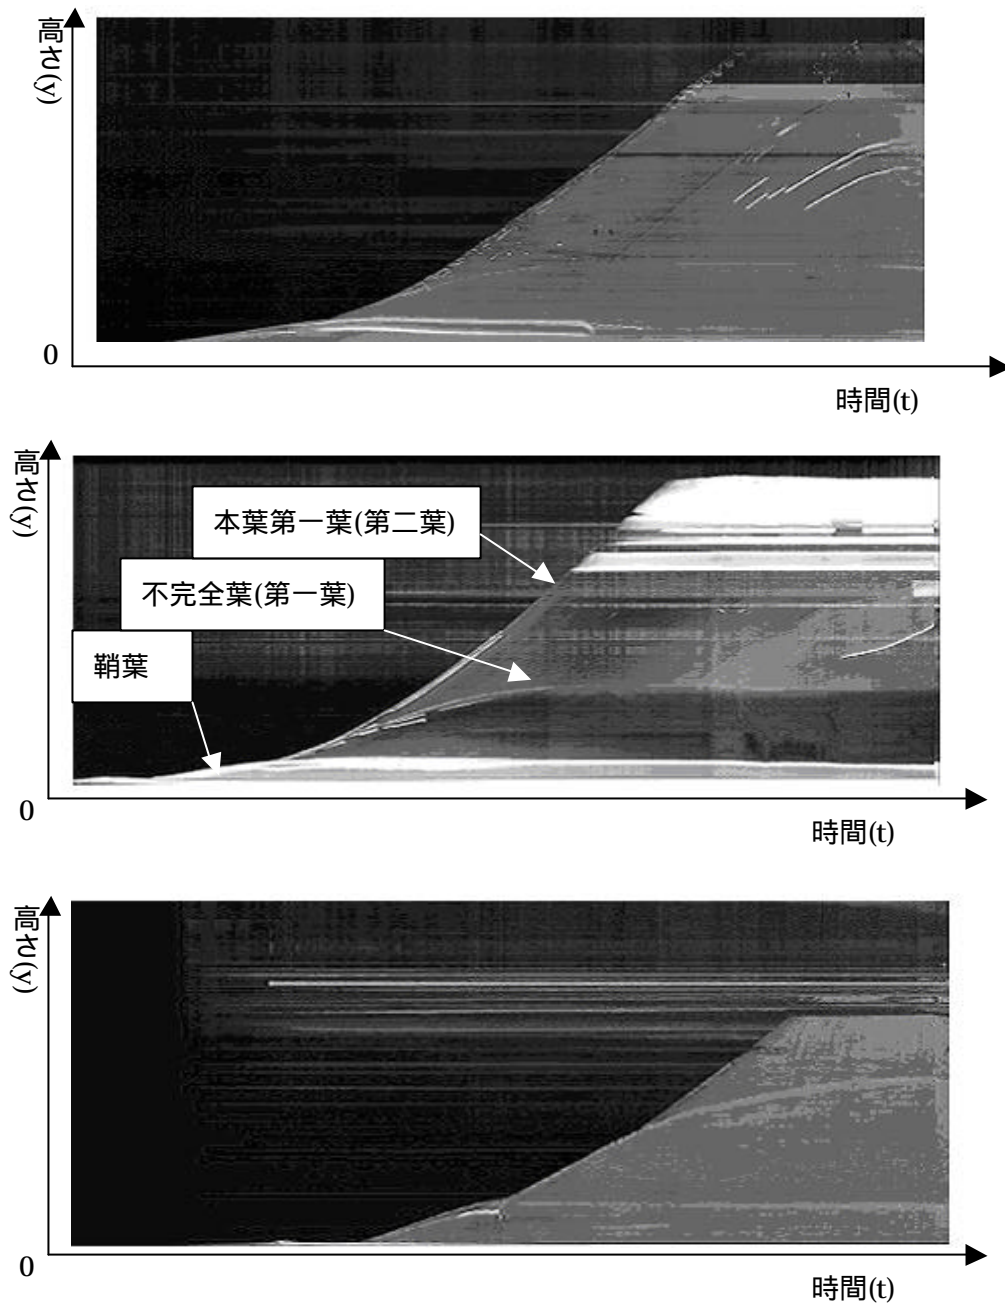 高さ(y)
0
時間(t)
高さ(y)
本葉第一葉(第二葉)
不完全葉(第一葉)
鞘葉
0
時間(t)
高さ(y)
0
時間(t)